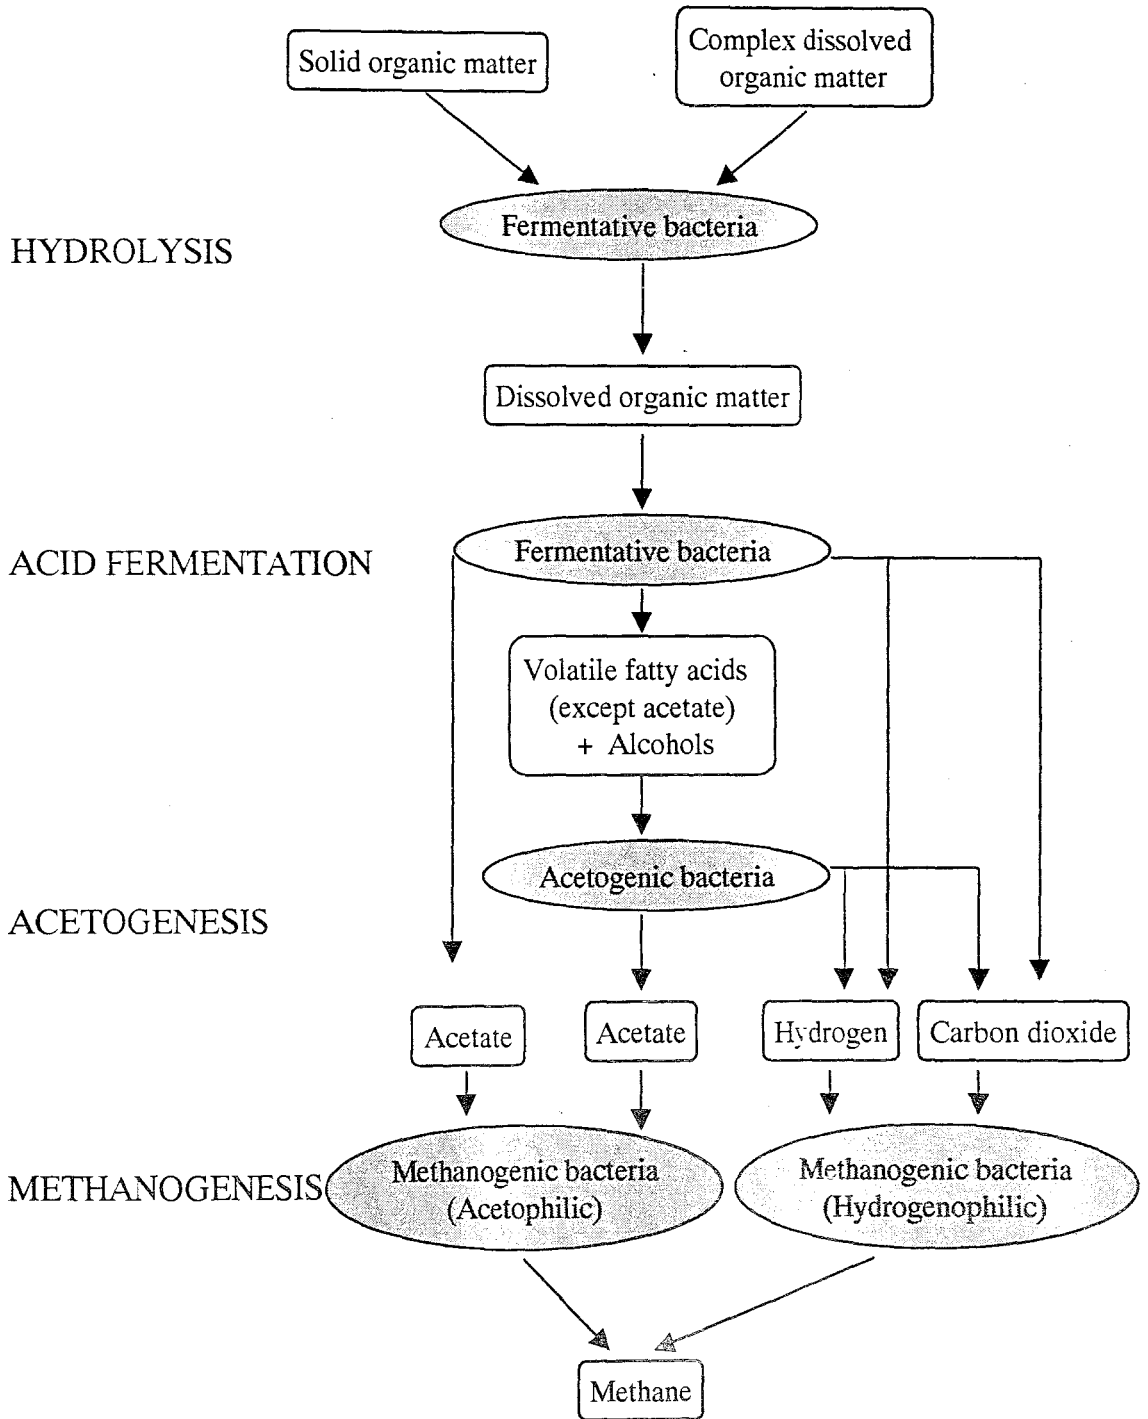 Solid organic matter
Complex dissolved
organic matter
Fermentative bacteria
HYDROLYSIS
Dissolved organic matter
Fermentative bacteria
ACID FERMENTATION
Volatile fatty acids
(except acetate)
+ Alcohols
Acetogenic bacteria
ACETOGENESIS
Acetate
Acetate
Hydrogen
Carbon dioxide
METHANOGENESIS
Methanogenic bacteria
(Acetophilic)
Methanogenic bacteria
(Hydrogenophilic)
Methane